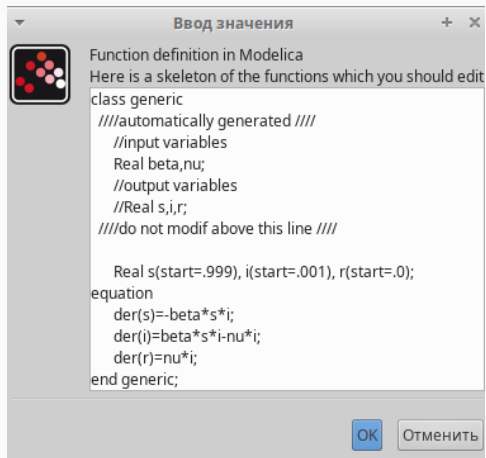 Ввод значения
Function definition in Modelica
Here is a skeleton of the functions which you should edit
class generic
////automatically generated ////
//input variables
Real beta,nu;
//output variables
//Real s,i,r;
////do not modif above this line ////
Real s(start=.999), i(start=.001), r(start=.0);
equation
der(s)=-beta*s*i;
der(i)=beta*s*i-nu*i;
der(r)=nu*i;
end generic;
OK Отменить